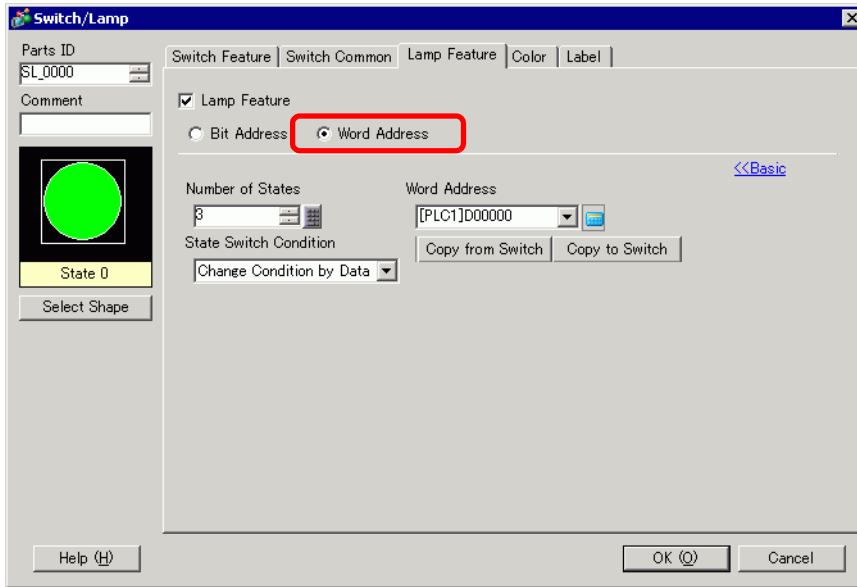 Switch/Lamp
Parts ID
SL_0000
Comment
State 0
Select Shape
Switch Feature
Switch Common
Lamp Feature
Color
Label
Lamp Feature
Bit Address
Word Address
<<Basic
Number of States
3
Word Address
[PLC1]D00000
State Switch Condition
Change Condition by Data
Copy from Switch
Copy to Switch
Help (H)
OK (O)
Cancel